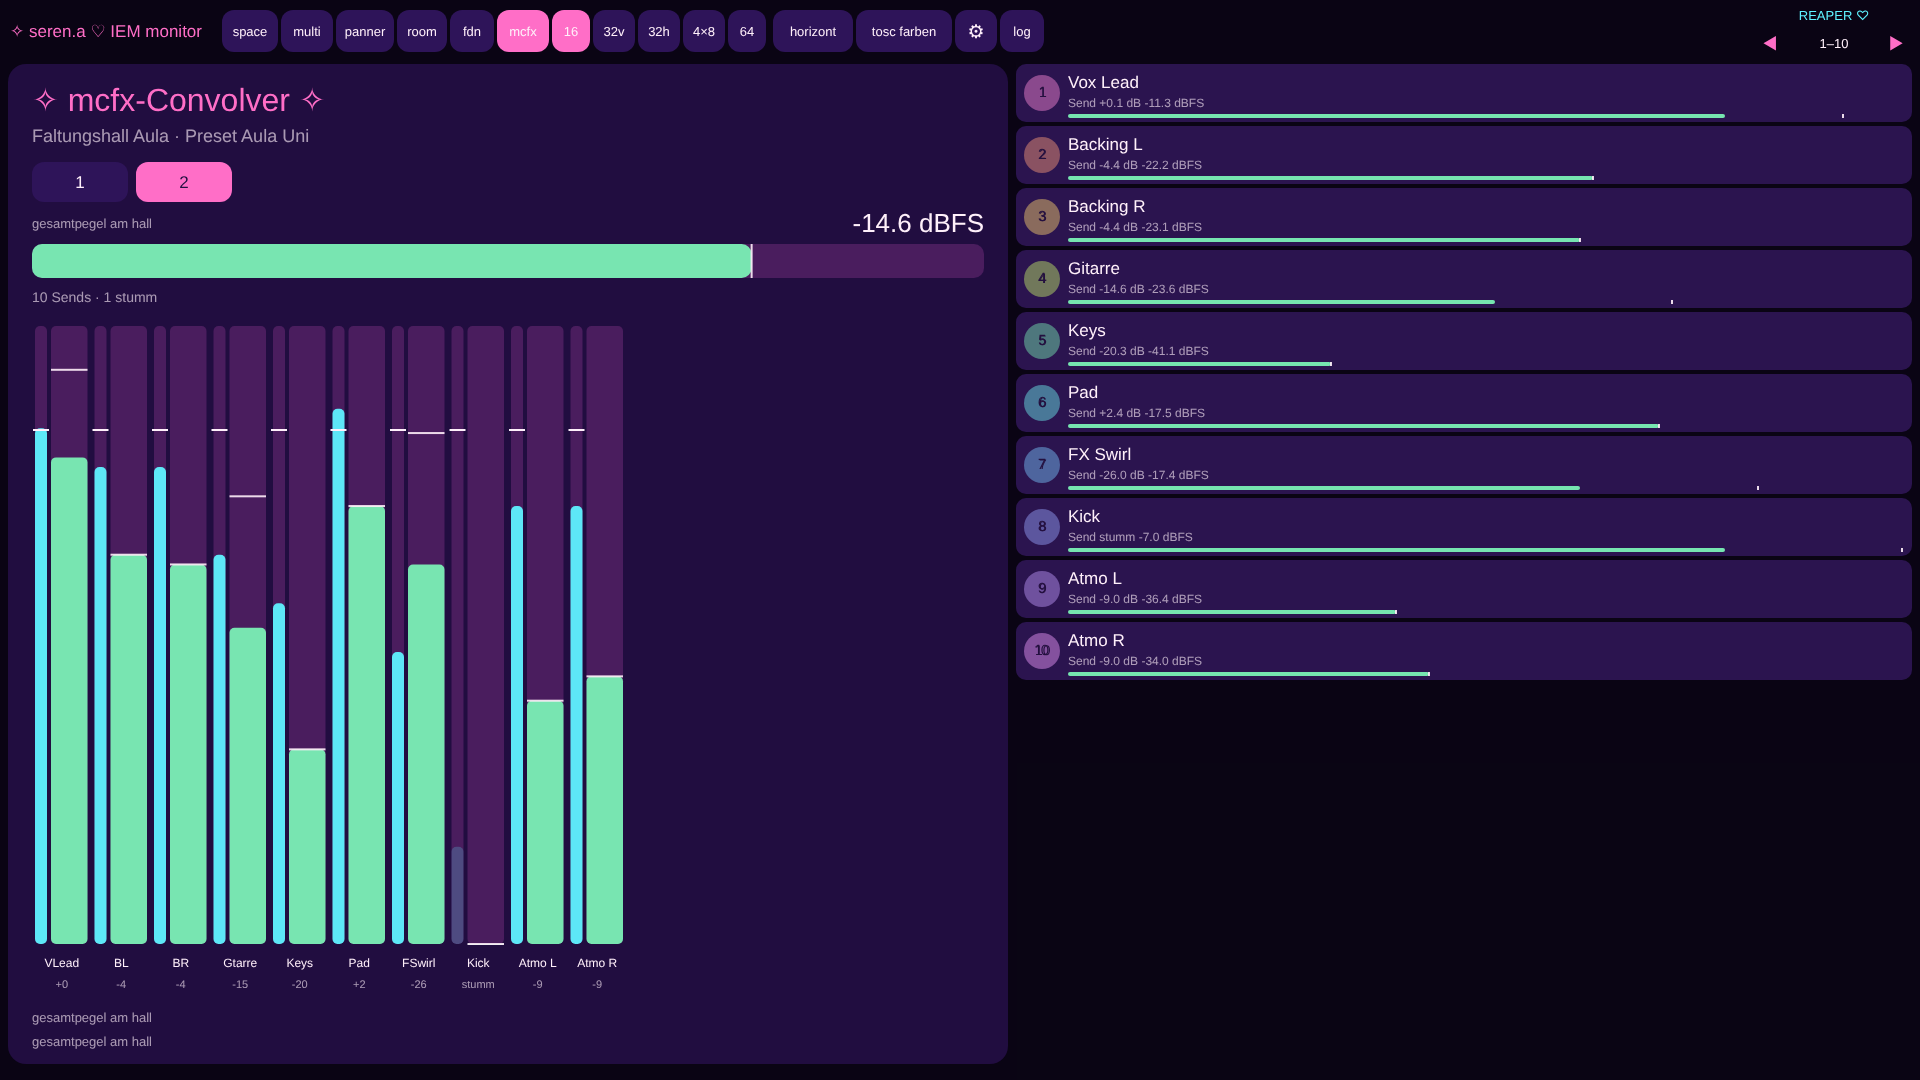 ✧ seren.a ♡ IEM monitor
space multi panner room fdn mcfx 16 32v 32h 4×8 64 horizont tosc farben ⚙ log
REAPER ♡
◀ 1–10 ▶
✧ mcfx-Convolver ✧
Faltungshall Aula · Preset Aula Uni
1 2
gesamtpegel am hall -14.6 dBFS
10 Sends · 1 stumm
VLead BL BR Gtarre Keys Pad FSwirl Kick Atmo L Atmo R
+0 -4 -4 -15 -20 +2 -26 stumm -9 -9
gesamtpegel am hall
gesamtpegel am hall
1 Vox Lead
Send +0.1 dB -11.3 dBFS
2 Backing L
Send -4.4 dB -22.2 dBFS
3 Backing R
Send -4.4 dB -23.1 dBFS
4 Gitarre
Send -14.6 dB -23.6 dBFS
5 Keys
Send -20.3 dB -41.1 dBFS
6 Pad
Send +2.4 dB -17.5 dBFS
7 FX Swirl
Send -26.0 dB -17.4 dBFS
8 Kick
Send stumm -7.0 dBFS
9 Atmo L
Send -9.0 dB -36.4 dBFS
10 Atmo R
Send -9.0 dB -34.0 dBFS